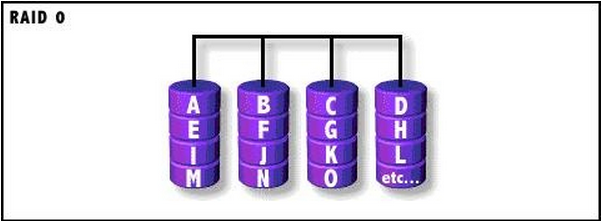 RAID 0
A B C D
E F G H
I J K L
M N O etc...